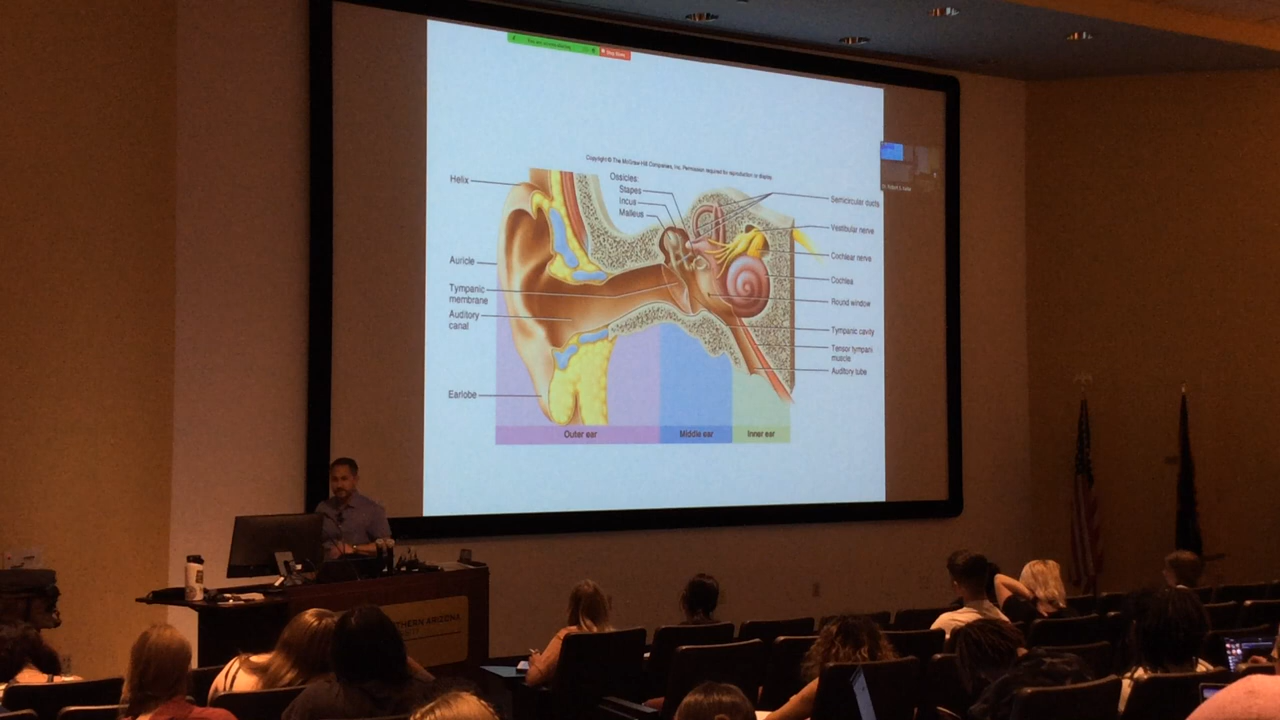 Copyright © The McGraw-Hill Companies, Inc. Permission required for reproduction or display.
Helix
Ossicles:
Stapes
Incus
Malleus
Auricle
Tympanic
membrane
Auditory
canal
Earlobe
Semicircular ducts
Vestibular nerve
Cochlear nerve
Cochlea
Round window
Tympanic cavity
Tensor tympani
muscle
Auditory tube
Outer ear
Middle ear
Inner ear
THERN ARIZONA